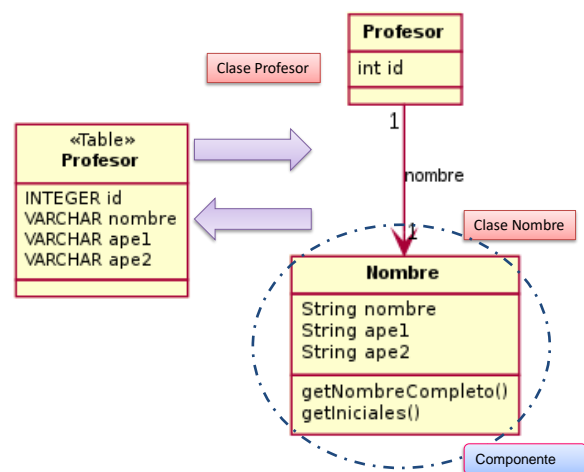 Profesor
int id
Clase Profesor
1
nombre
1
«Table»
Profesor
INTEGER id
VARCHAR nombre
VARCHAR ape1
VARCHAR ape2
Clase Nombre
Nombre
String nombre
String ape1
String ape2
getNombreCompleto()
getIniciales()
Componente